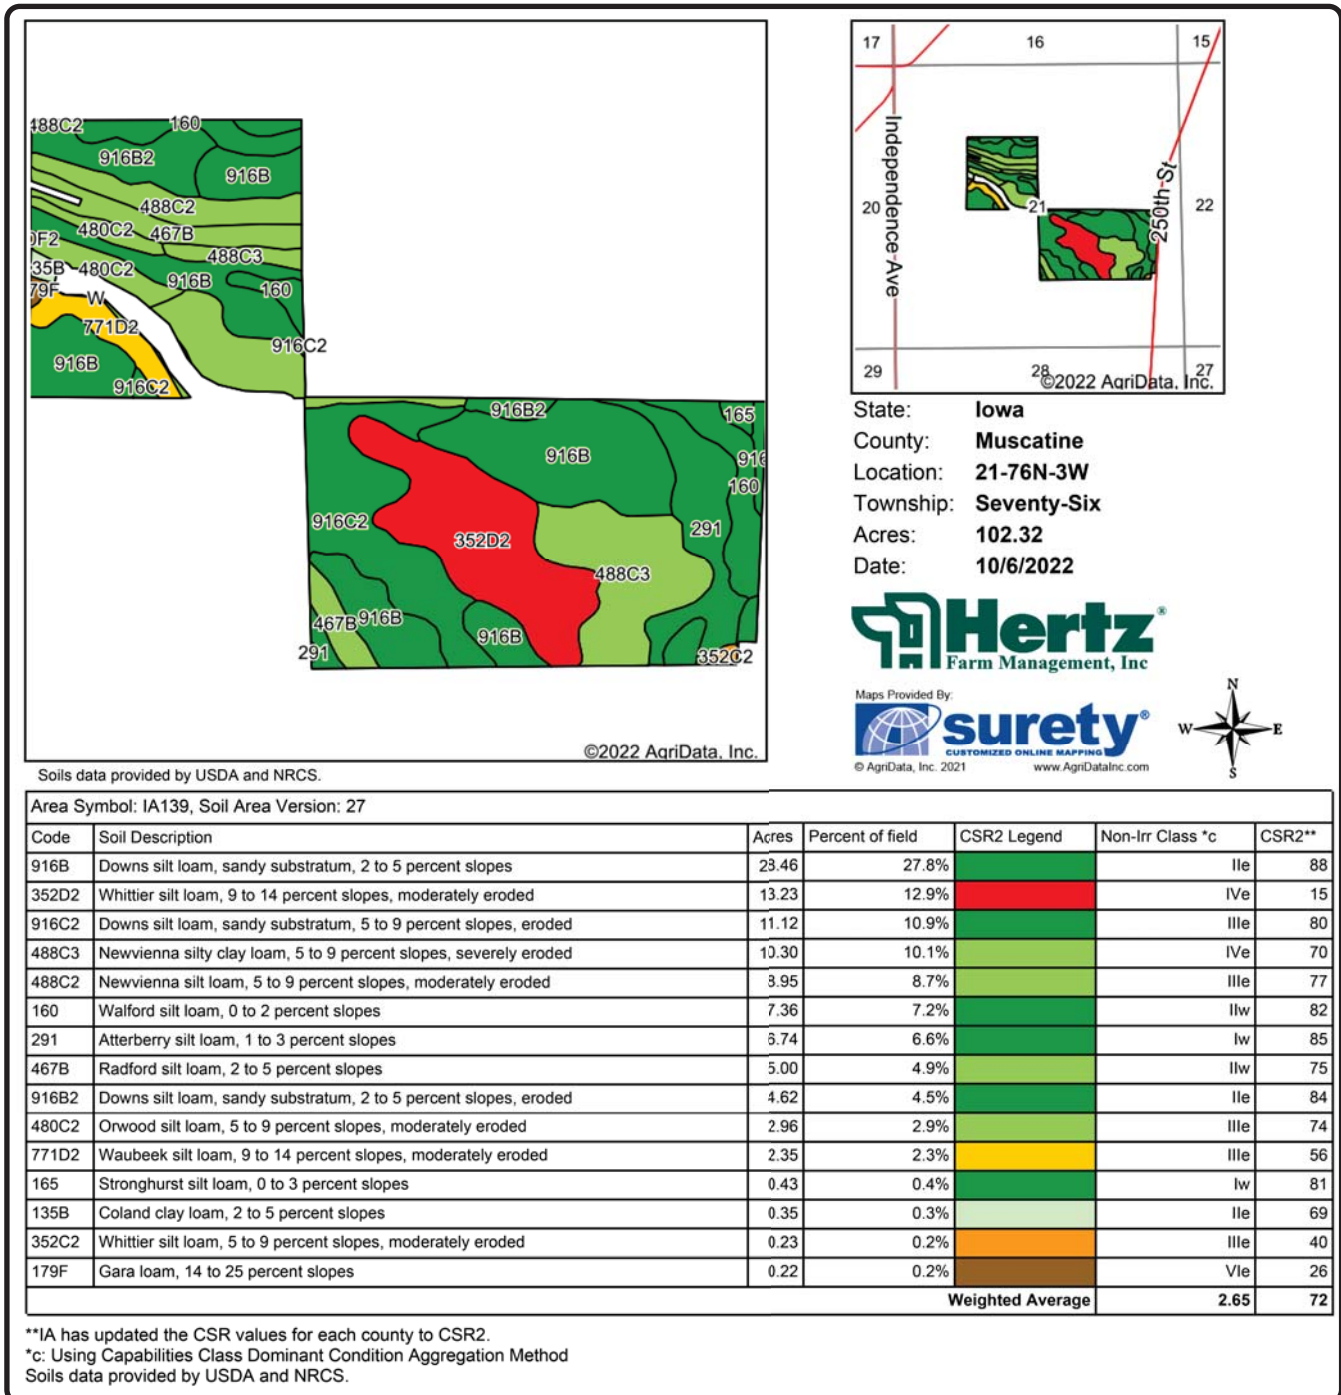 488C2
160
916B2
916B
488C2
480C2
467B
0F2
488C3
35B
480C2
916B
160
79F
W
771D2
916C2
916B
916C2
916B2
165
916B
916
160
916C2
291
352D2
488C3
467B
916B
916B
291
352C2
©2022 AgriData, Inc.
Soils data provided by USDA and NRCS.
17
16
15
Independence Ave
20
21
250th St
22
29
28
27
©2022 AgriData, Inc.
State: Iowa
County: Muscatine
Location: 21-76N-3W
Township: Seventy-Six
Acres: 102.32
Date: 10/6/2022
Hertz®
Farm Management, Inc
Maps Provided By:
surety®
CUSTOMIZED ONLINE MAPPING
© AgriData, Inc. 2021 www.AgriDataInc.com
N
W E
S
Area Symbol: IA139, Soil Area Version: 27
Code Soil Description Acres Percent of field CSR2 Legend Non-Irr Class *c CSR2**
916B Downs silt loam, sandy substratum, 2 to 5 percent slopes 28.46 27.8% IIe 88
352D2 Whittier silt loam, 9 to 14 percent slopes, moderately eroded 13.23 12.9% IVe 15
916C2 Downs silt loam, sandy substratum, 5 to 9 percent slopes, eroded 11.12 10.9% IIIe 80
488C3 Newvienna silty clay loam, 5 to 9 percent slopes, severely eroded 10.30 10.1% IVe 70
488C2 Newvienna silt loam, 5 to 9 percent slopes, moderately eroded 8.95 8.7% IIIe 77
160 Walford silt loam, 0 to 2 percent slopes 7.36 7.2% IIw 82
291 Atterberry silt loam, 1 to 3 percent slopes 6.74 6.6% Iw 85
467B Radford silt loam, 2 to 5 percent slopes 5.00 4.9% IIw 75
916B2 Downs silt loam, sandy substratum, 2 to 5 percent slopes, eroded 4.62 4.5% IIe 84
480C2 Orwood silt loam, 5 to 9 percent slopes, moderately eroded 2.96 2.9% IIIe 74
771D2 Waubeek silt loam, 9 to 14 percent slopes, moderately eroded 2.35 2.3% IIIe 56
165 Stronghurst silt loam, 0 to 3 percent slopes 0.43 0.4% Iw 81
135B Coland clay loam, 2 to 5 percent slopes 0.35 0.3% IIe 69
352C2 Whittier silt loam, 5 to 9 percent slopes, moderately eroded 0.23 0.2% IIIe 40
179F Gara loam, 14 to 25 percent slopes 0.22 0.2% VIe 26
Weighted Average 2.65 72
**IA has updated the CSR values for each county to CSR2.
*c: Using Capabilities Class Dominant Condition Aggregation Method
Soils data provided by USDA and NRCS.